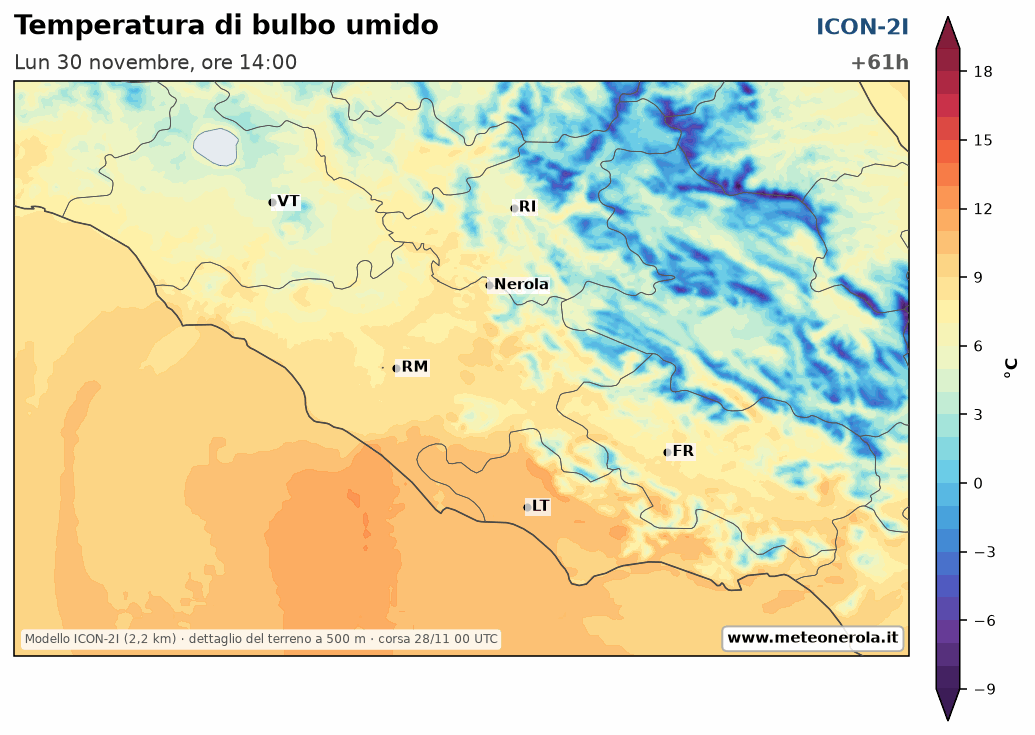 Temperatura di bulbo umido
ICON-2I
Lun 30 novembre, ore 14:00
+61h
VT
RI
Nerola
RM
FR
LT
18
15
12
9
6
3
0
−3
−6
−9
°C
Modello ICON-2I (2,2 km) · dettaglio del terreno a 500 m · corsa 28/11 00 UTC
www.meteonerola.it